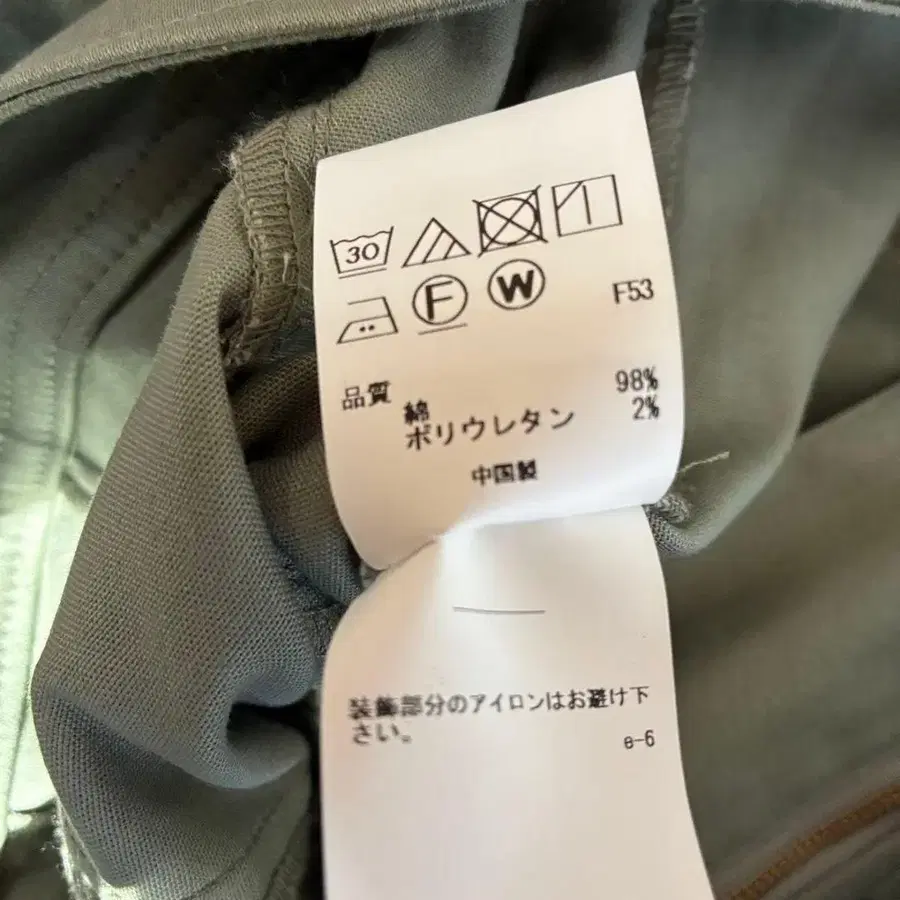 30
F W F53
品質
綿 98%
ポリウレタン 2%
中国製
装飾部分のアイロンはお避け下
さい。
e-6